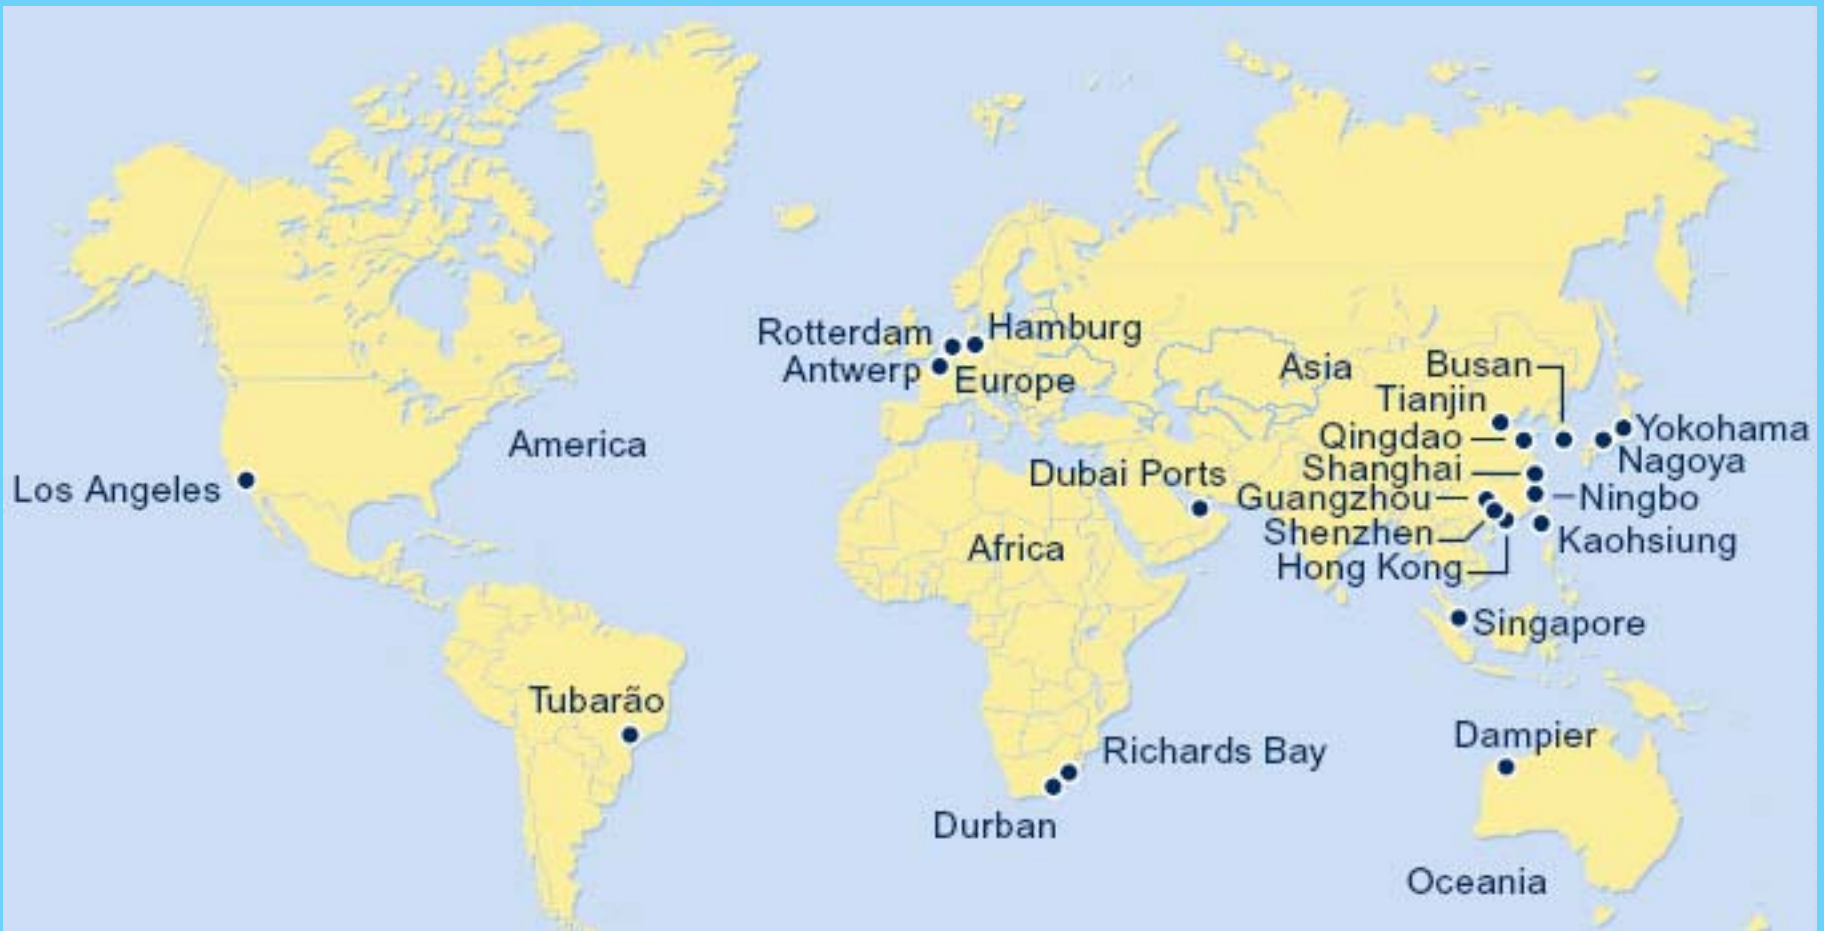 Rotterdam
Hamburg
Antwerp
Europe
Asia
Busan
Tianjin
Qingdao
Yokohama
Nagoya
America
Dubai Ports
Shanghai
Los Angeles
Guangzhou
Ningbo
Shenzhen
Kaohsiung
Africa
Hong Kong
Singapore
Tubarão
Dampier
Richards Bay
Durban
Oceania